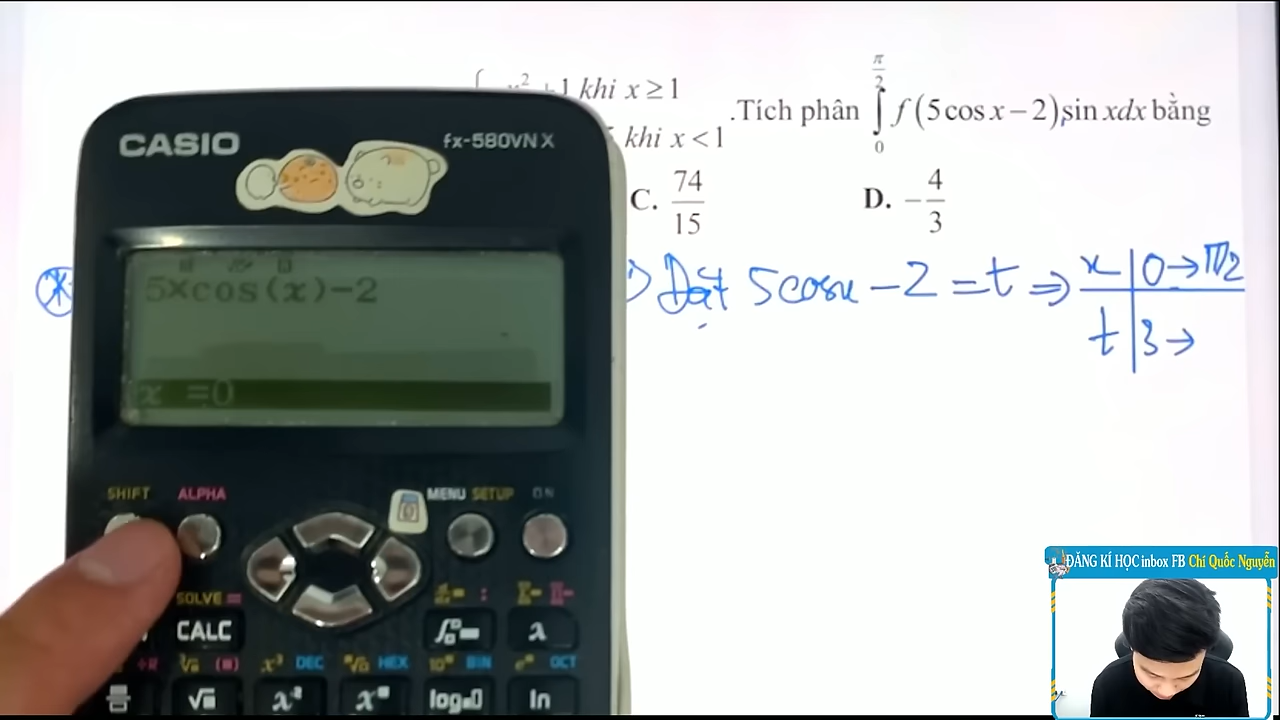 +1 khi x ≥ 1
.Tích phân ∫₀^(π/2) f(5cos x − 2)sin xdx bằng
khi x < 1
C. 74/15
D. −4/3
Đặt 5cosx − 2 = t ⇒ x | 0 → π/2
t | 3 →
CASIO fx-580VN X
5×cos(x)−2
x =0
SHIFT ALPHA MENU SETUP ON
SOLVE =
CALC
DEC HEX BIN OCT
log ln
ĐĂNG KÍ HỌC inbox FB Chí Quốc Nguyễn